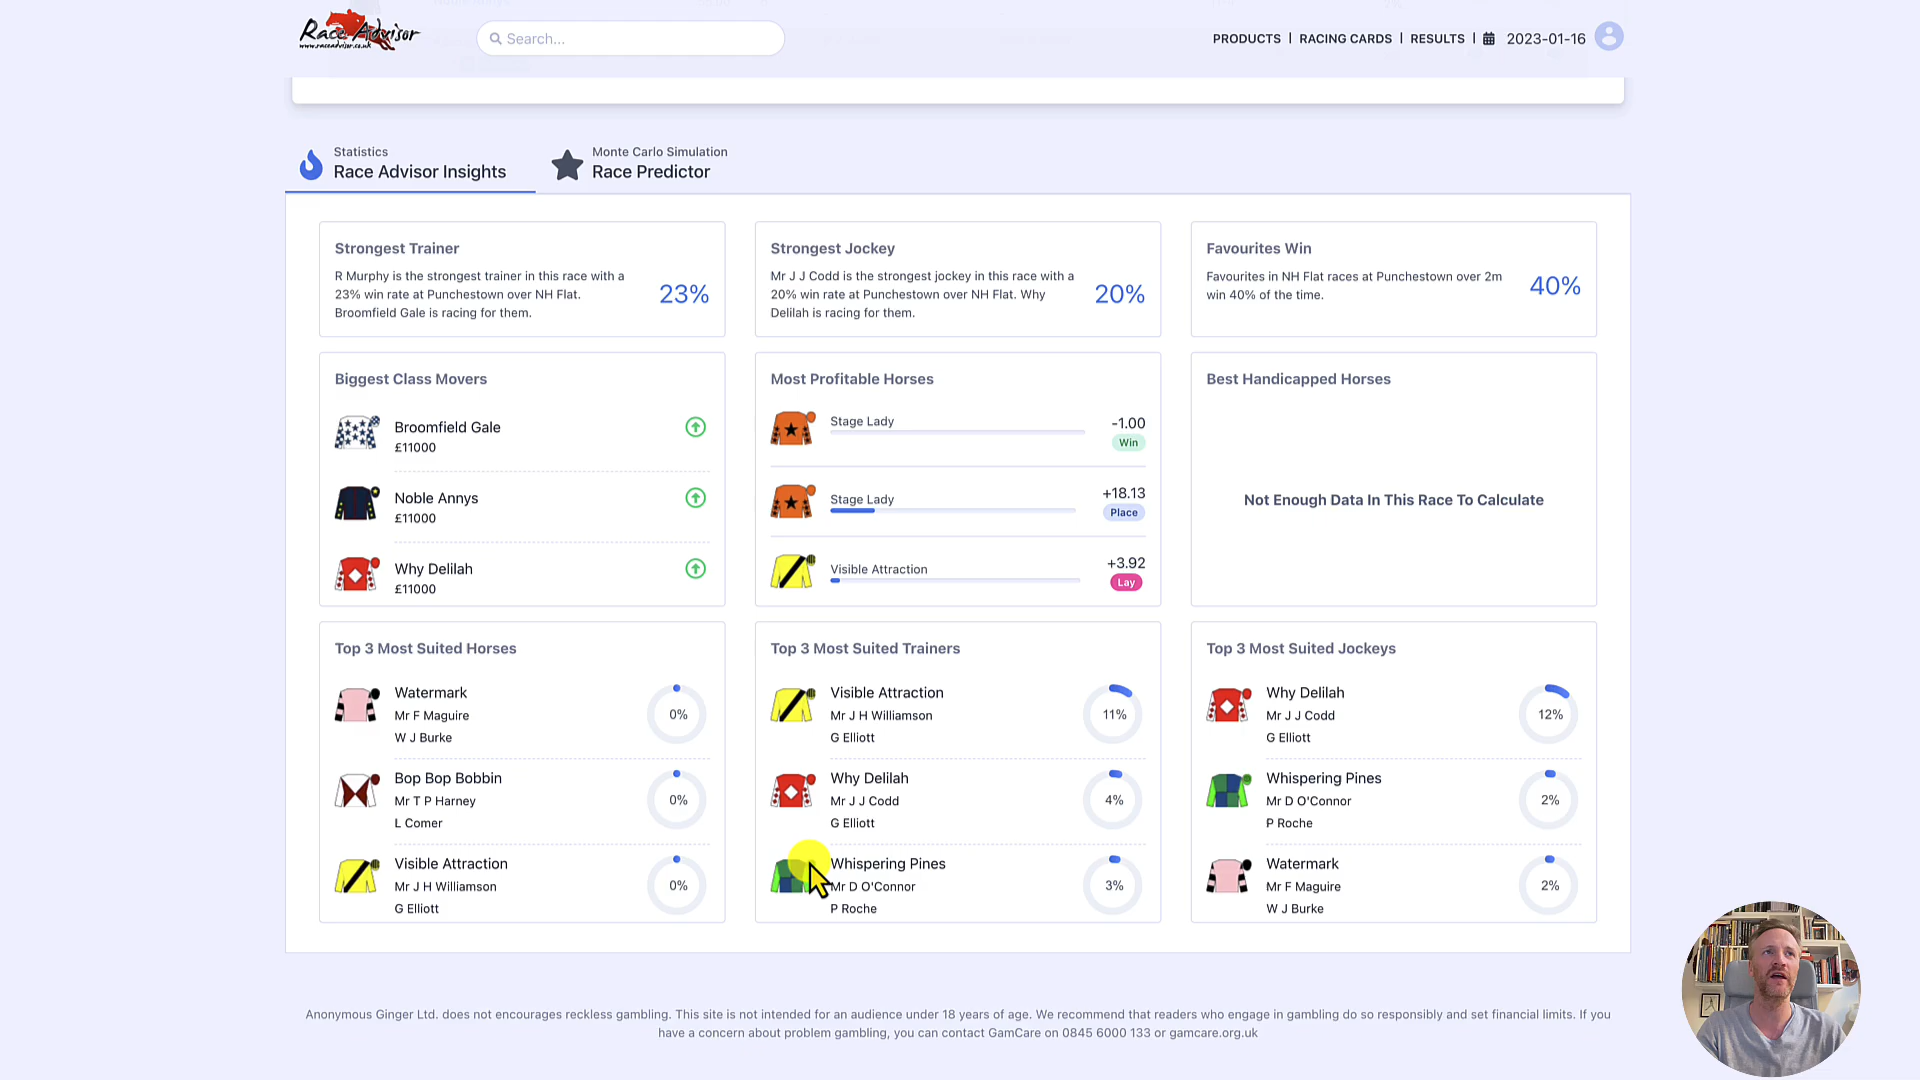 Race Advisor
www.raceadvisor.co.uk
Search...
PRODUCTS | RACING CARDS | RESULTS | 2023-01-16
Statistics
Race Advisor Insights
Monte Carlo Simulation
Race Predictor
Strongest Trainer
R Murphy is the strongest trainer in this race with a
23% win rate at Punchestown over NH Flat.
Broomfield Gale is racing for them.
23%
Strongest Jockey
Mr J J Codd is the strongest jockey in this race with a
20% win rate at Punchestown over NH Flat. Why
Delilah is racing for them.
20%
Favourites Win
Favourites in NH Flat races at Punchestown over 2m
win 40% of the time.
40%
Biggest Class Movers
Broomfield Gale
£11000
Noble Annys
£11000
Why Delilah
£11000
Most Profitable Horses
Stage Lady
-1.00
Win
Stage Lady
+18.13
Place
Visible Attraction
+3.92
Lay
Best Handicapped Horses
Not Enough Data In This Race To Calculate
Top 3 Most Suited Horses
Watermark
Mr F Maguire
W J Burke
0%
Bop Bop Bobbin
Mr T P Harney
L Comer
0%
Visible Attraction
Mr J H Williamson
G Elliott
0%
Top 3 Most Suited Trainers
Visible Attraction
Mr J H Williamson
G Elliott
11%
Why Delilah
Mr J J Codd
G Elliott
4%
Whispering Pines
Mr D O'Connor
P Roche
3%
Top 3 Most Suited Jockeys
Why Delilah
Mr J J Codd
G Elliott
12%
Whispering Pines
Mr D O'Connor
P Roche
2%
Watermark
Mr F Maguire
W J Burke
2%
Anonymous Ginger Ltd. does not encourages reckless gambling. This site is not intended for an audience under 18 years of age. We recommend that readers who engage in gambling do so responsibly and set financial limits. If you
have a concern about problem gambling, you can contact GamCare on 0845 6000 133 or gamcare.org.uk